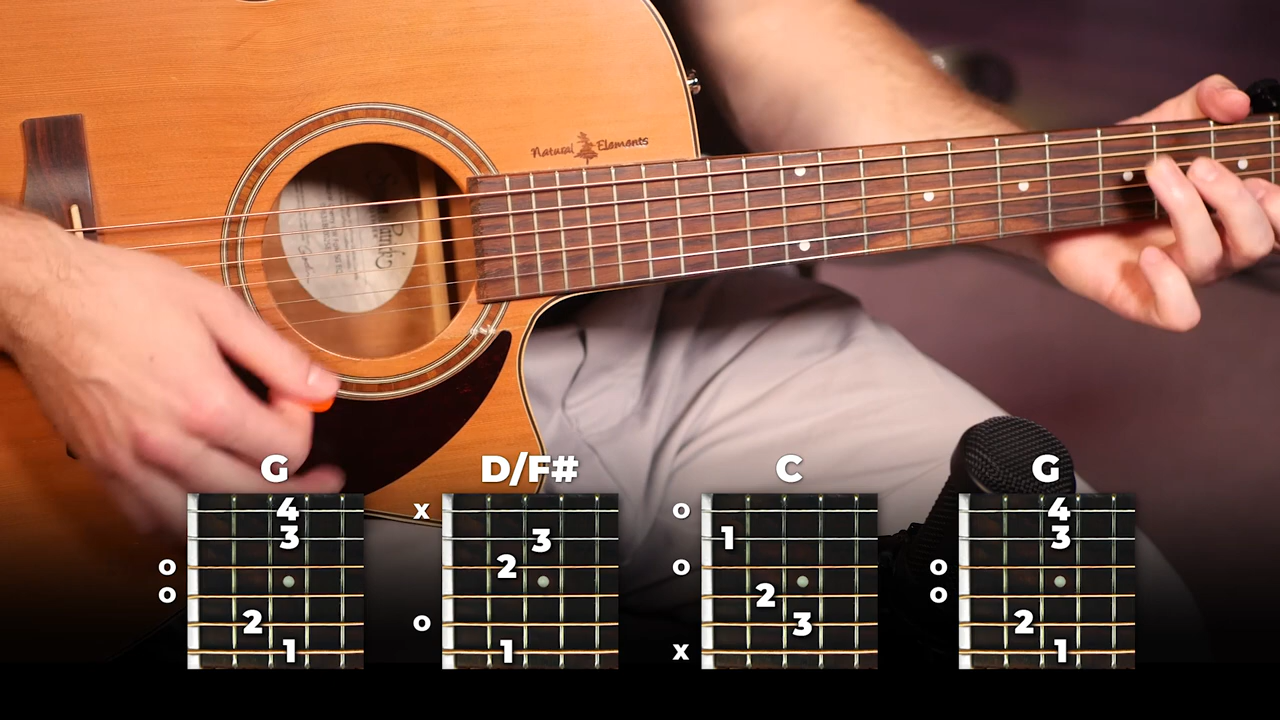 Natural Elements
G D/F# C G
4 x o 4
3 3 1 3
o 2 o o
o 2 o
2 o 3 2
1 1 x 1